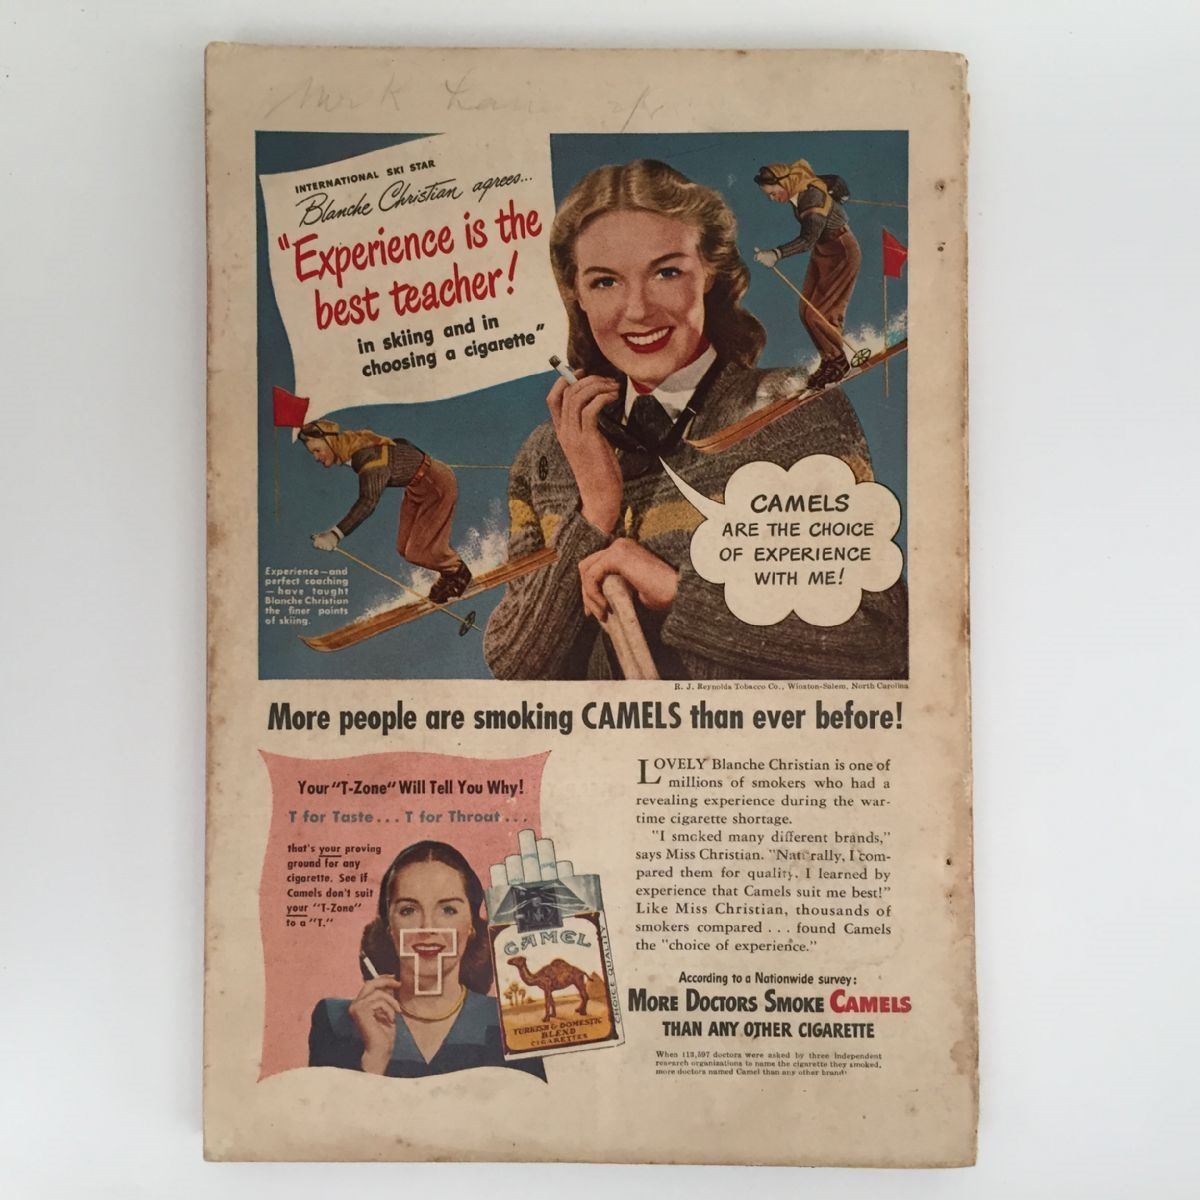 Mr K
INTERNATIONAL SKI STAR
Blanche Christian agrees...
"Experience is the
best teacher!
in skiing and in
choosing a cigarette"
Experience—and
perfect coaching
—have taught
Blanche Christian
the finer points
of skiing.
CAMELS
ARE THE CHOICE
OF EXPERIENCE
WITH ME!
R. J. Reynolds Tobacco Co., Winston-Salem, North Carolina
More people are smoking CAMELS than ever before!
Your "T-Zone" Will Tell You Why!
T for Taste... T for Throat...
that's your proving
ground for any
cigarette. See if
Camels don't suit
your "T-Zone"
to a "T."
T
CAMEL
TURKISH & DOMESTIC
BLEND
CIGARETTES
CHOICE QUALITY
LOVELY Blanche Christian is one of
millions of smokers who had a
revealing experience during the war-
time cigarette shortage.
"I smoked many different brands,"
says Miss Christian. "Naturally, I com-
pared them for quality. I learned by
experience that Camels suit me best!"
Like Miss Christian, thousands of
smokers compared . . . found Camels
the "choice of experience."
According to a Nationwide survey:
MORE DOCTORS SMOKE CAMELS
THAN ANY OTHER CIGARETTE
When 113,597 doctors were asked by three independent
research organizations to name the cigarette they smoked,
more doctors named Camel than any other brand!